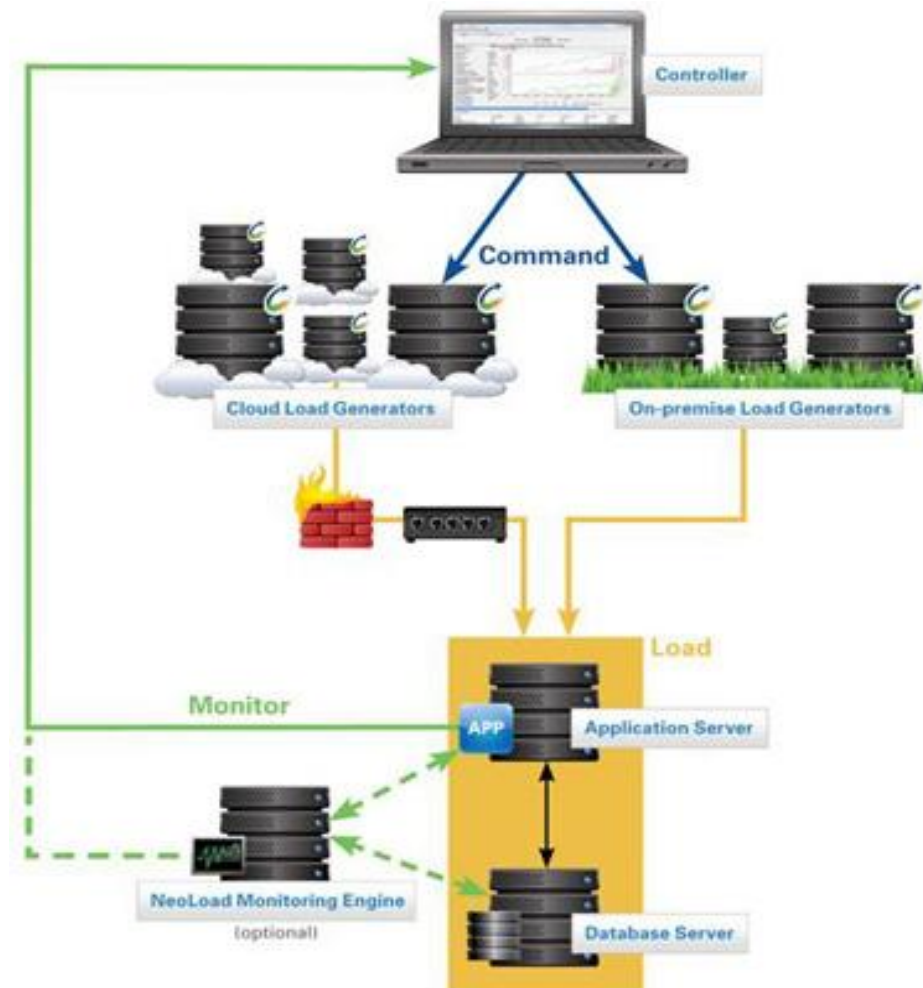 Controller
Command
Cloud Load Generators
On-premise Load Generators
Load
Monitor
APP
Application Server
NeoLoad Monitoring Engine
(optional)
Database Server